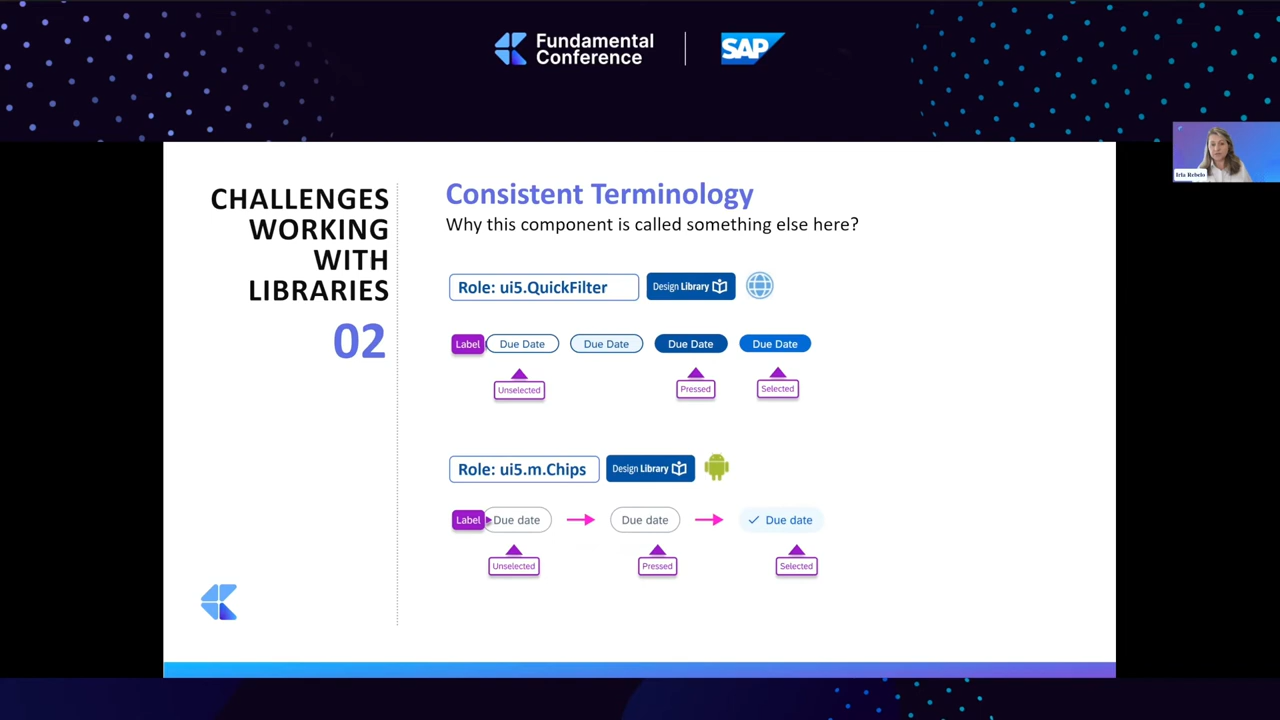 Fundamental
Conference
SAP
Irla Rebelo
CHALLENGES
WORKING
WITH
LIBRARIES
02
Consistent Terminology
Why this component is called something else here?
Role: ui5.QuickFilter
Design Library
Label
Due Date
Due Date
Due Date
Due Date
Unselected
Pressed
Selected
Role: ui5.m.Chips
Design Library
Label
Due date
Due date
Due date
Unselected
Pressed
Selected